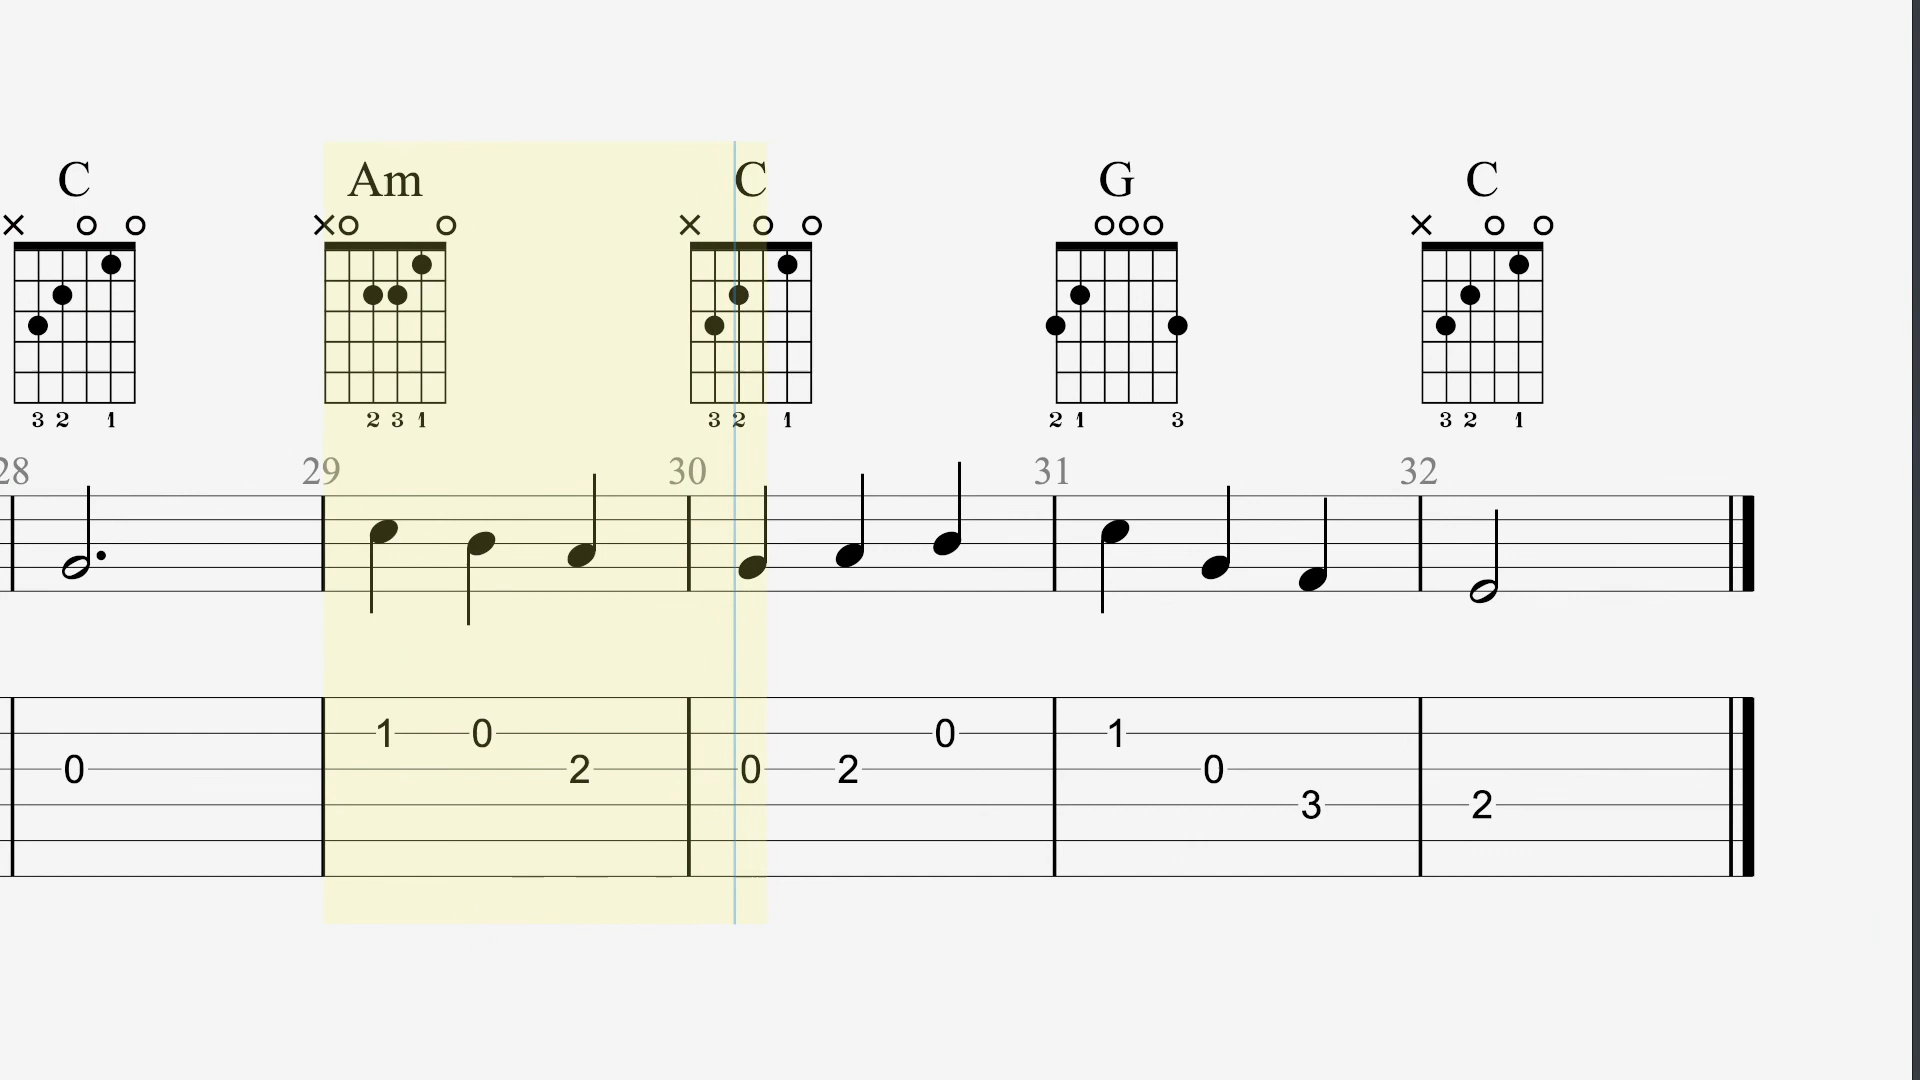 C Am C G C
× ○ ○ ×○ ○ × ○ ○ ○○○ × ○ ○
3 2 1 2 3 1 3 2 1 2 1 3 3 2 1
28 29 30 31 32
1 0 0 1
0 2 0 2 0
3 2